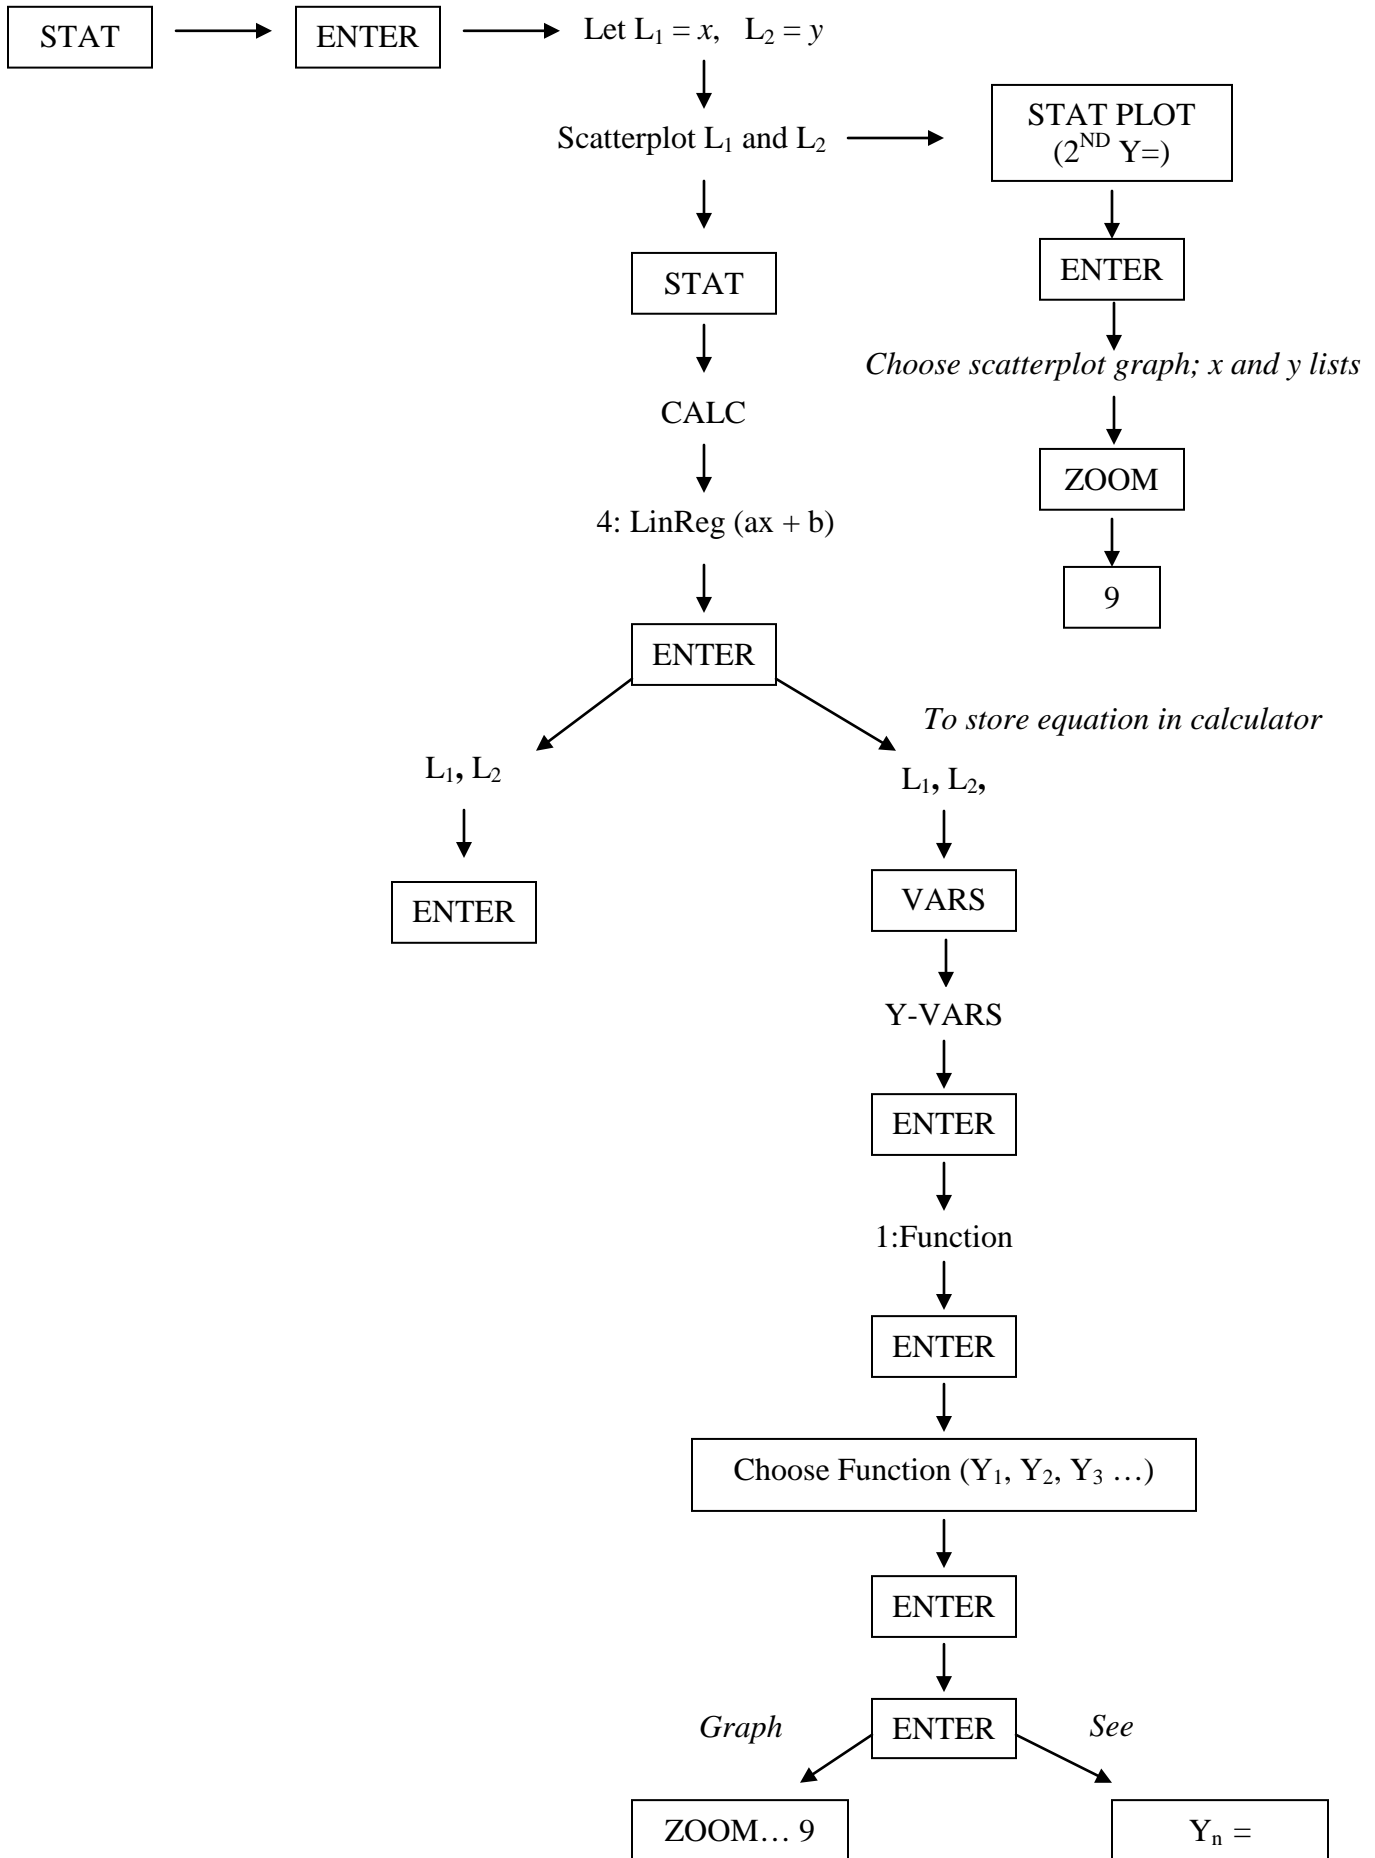 STAT
ENTER
Let L₁ = x, L₂ = y
Scatterplot L₁ and L₂
STAT PLOT
(2ᴺᴰ Y=)
ENTER
Choose scatterplot graph; x and y lists
ZOOM
9
STAT
CALC
4: LinReg (ax + b)
ENTER
L₁, L₂
ENTER
To store equation in calculator
L₁, L₂,
VARS
Y-VARS
ENTER
1:Function
ENTER
Choose Function (Y₁, Y₂, Y₃ …)
ENTER
ENTER
Graph
See
ZOOM… 9
Yₙ =